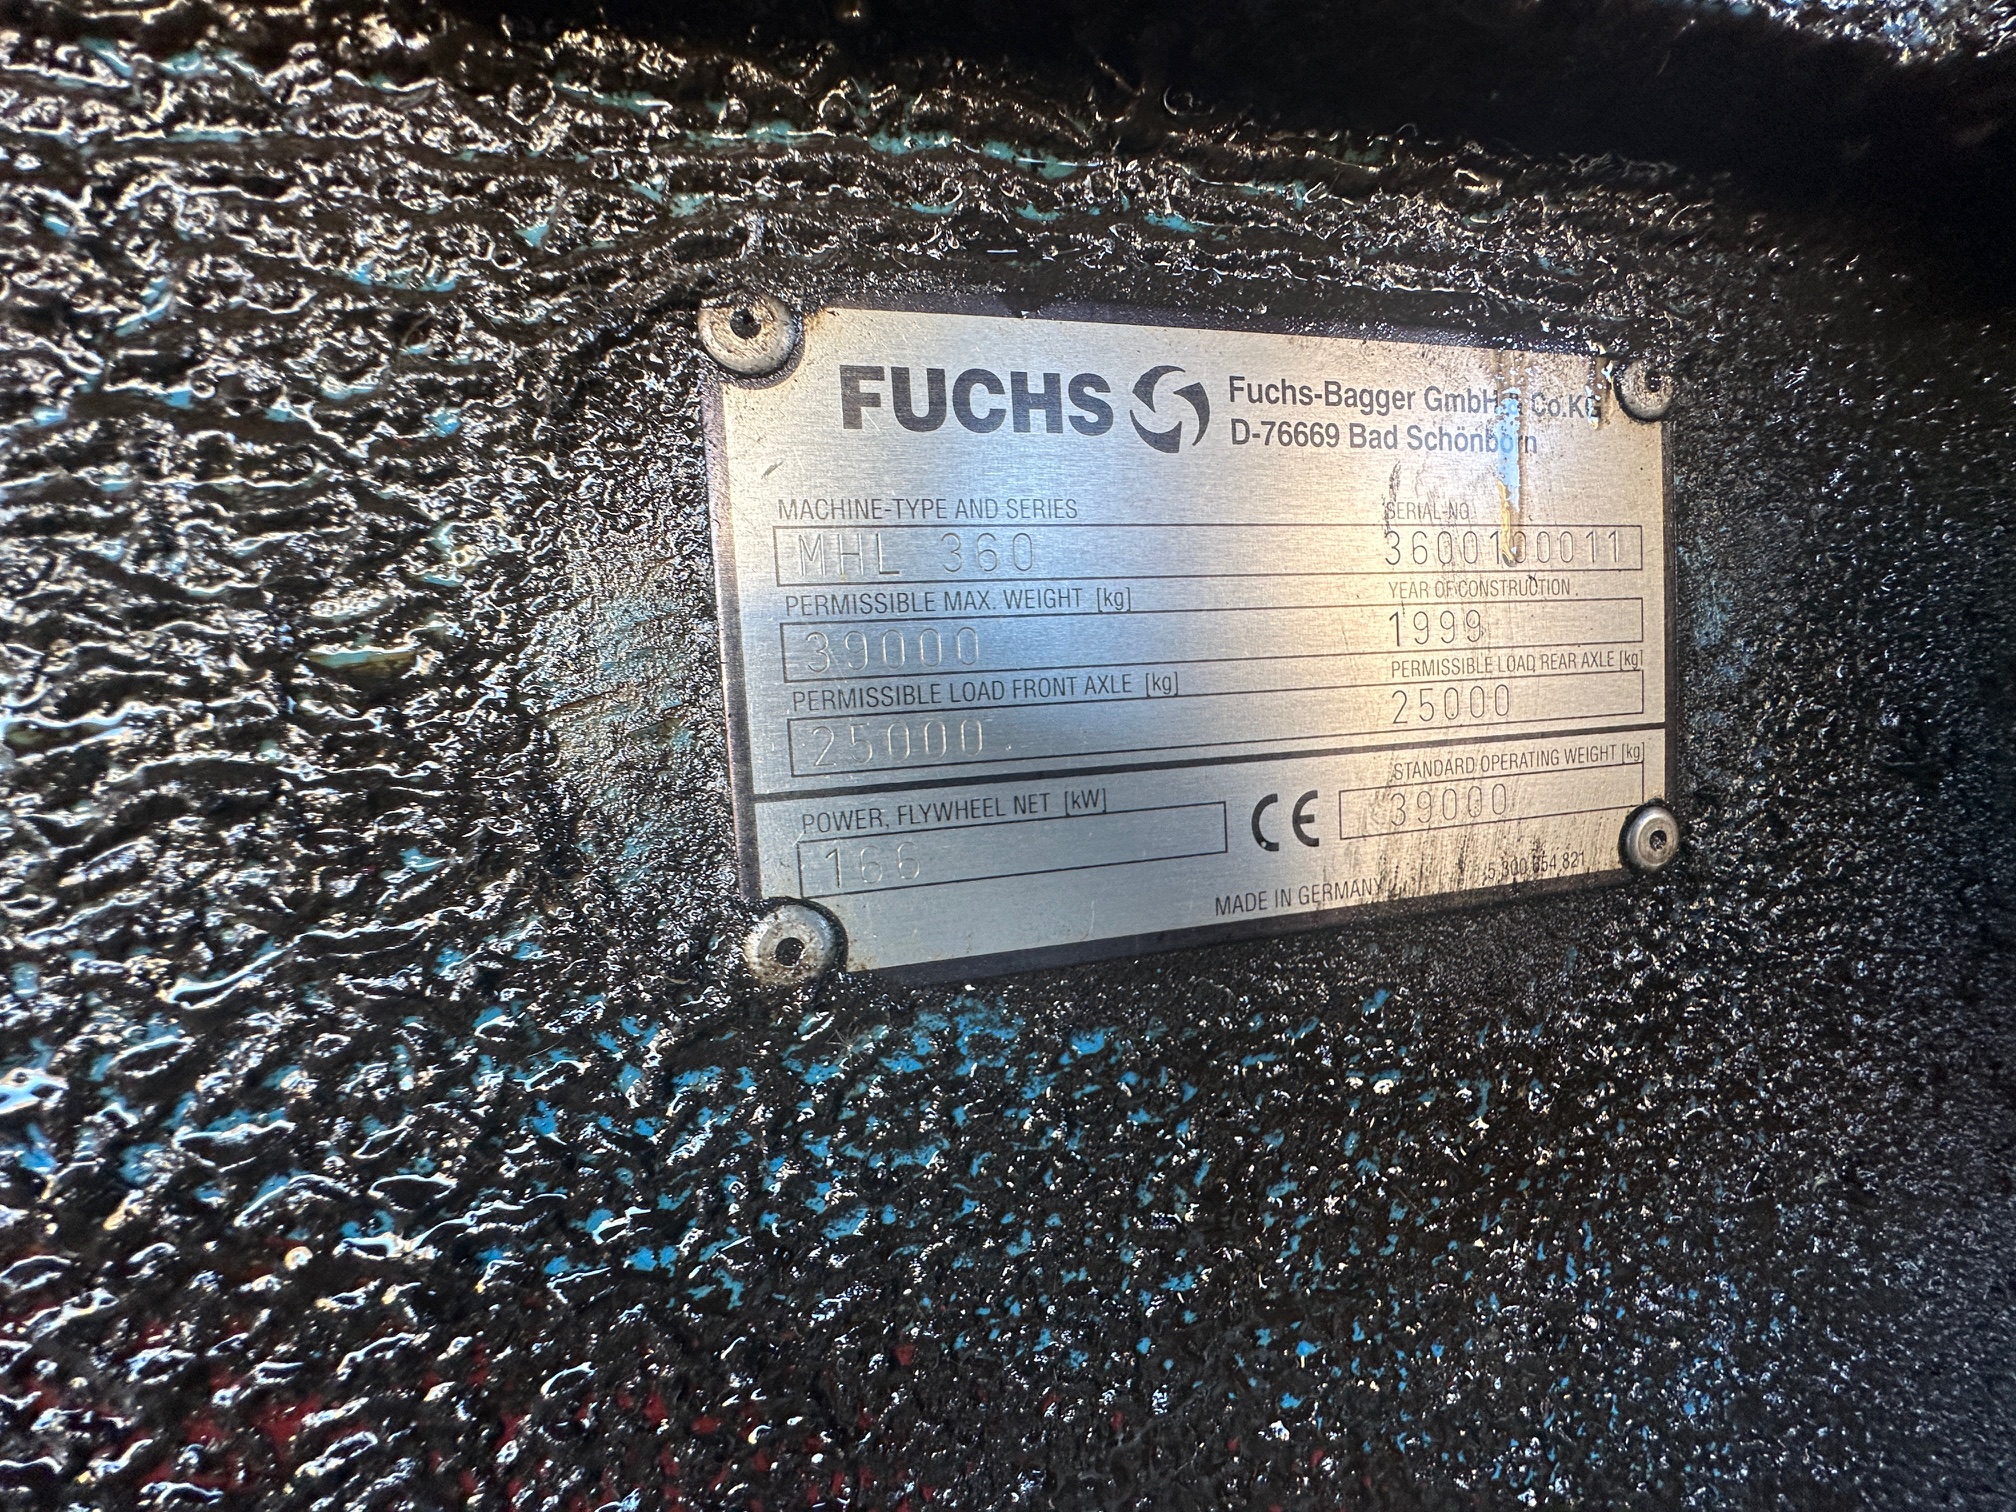 FUCHS
Fuchs-Bagger GmbH & Co.KG
D-76669 Bad Schönborn
MACHINE-TYPE AND SERIES
SERIAL-NO.
MHL 360
3600100011
PERMISSIBLE MAX. WEIGHT [kg]
YEAR OF CONSTRUCTION
39000
1999
PERMISSIBLE LOAD FRONT AXLE [kg]
PERMISSIBLE LOAD REAR AXLE [kg]
25000
25000
POWER, FLYWHEEL NET [kW]
STANDARD OPERATING WEIGHT [kg]
166
CE
39000
MADE IN GERMANY
5 300 654 821